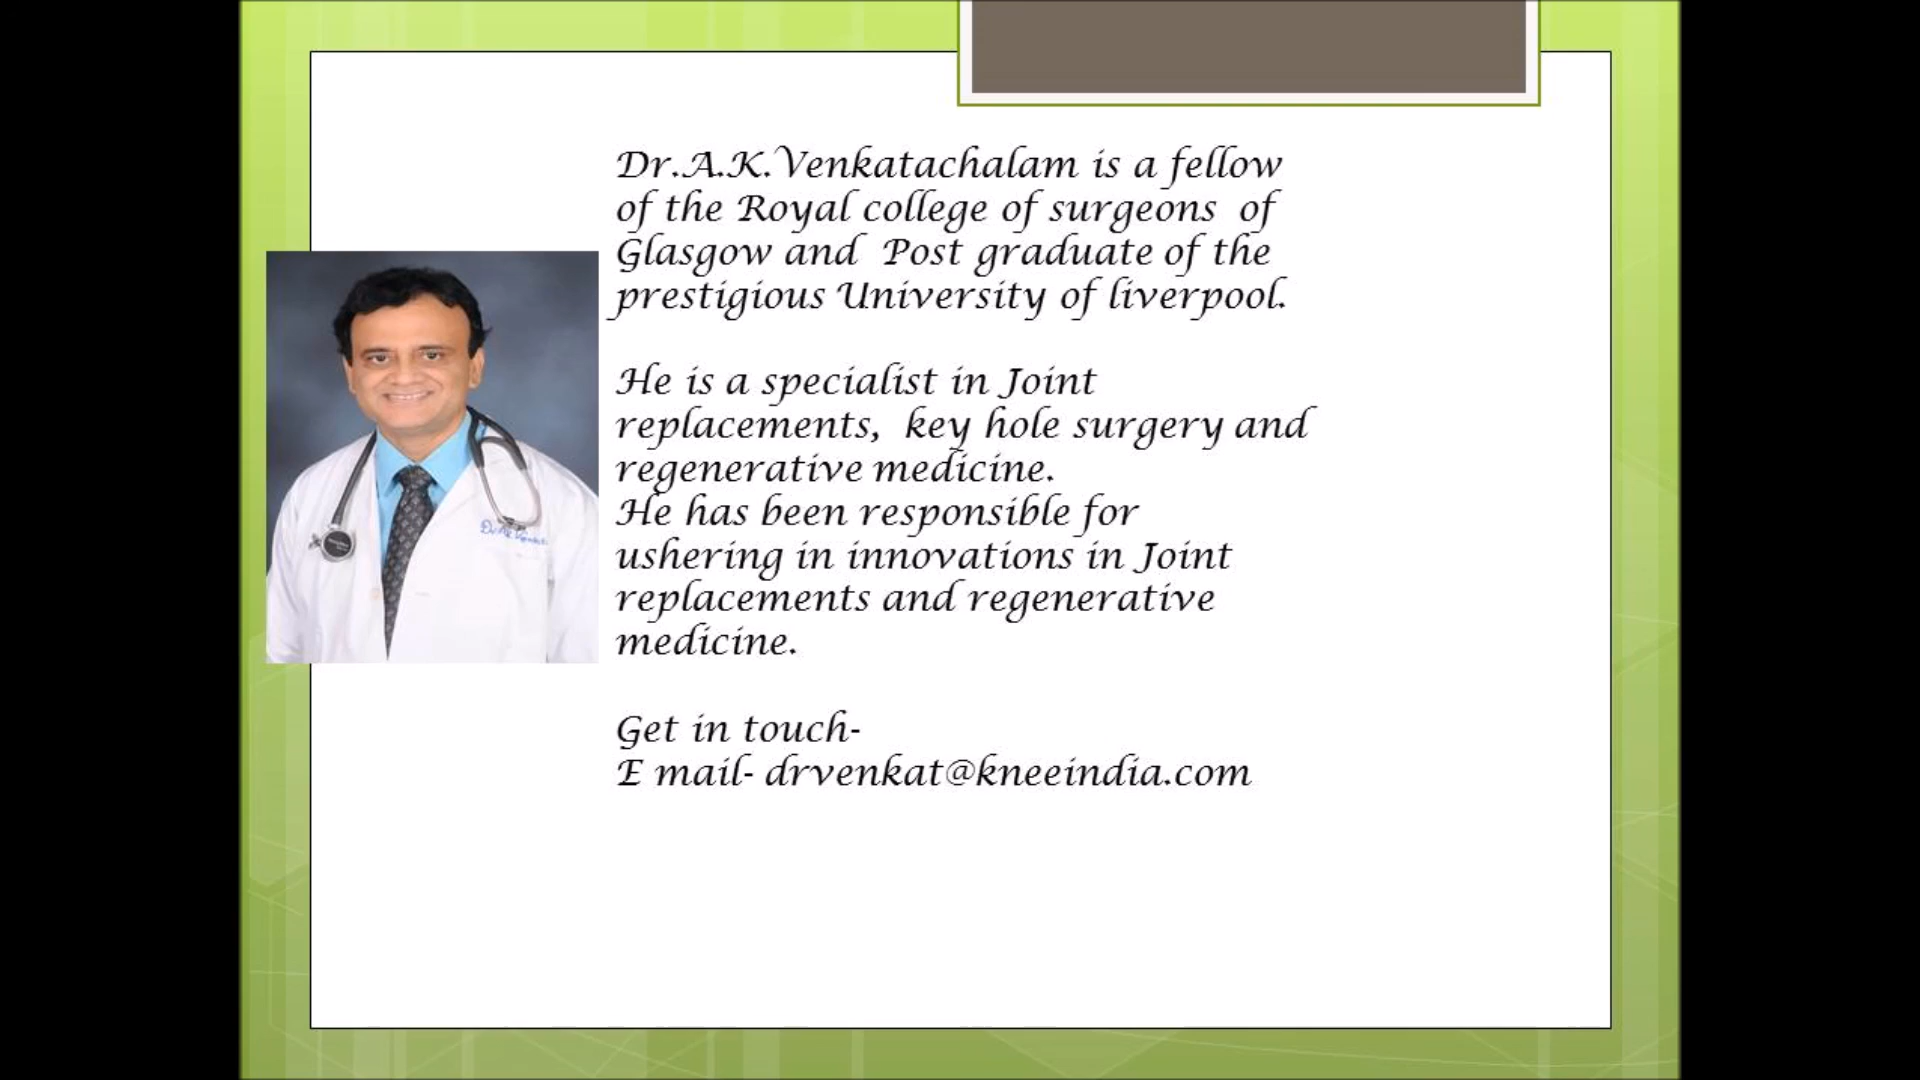 Dr.A.K.Venkatachalam is a fellow
of the Royal college of surgeons of
Glasgow and Post graduate of the
prestigious University of liverpool.
He is a specialist in Joint
replacements, key hole surgery and
regenerative medicine.
He has been responsible for
ushering in innovations in Joint
replacements and regenerative
medicine.
Get in touch-
E mail- drvenkat@kneeindia.com